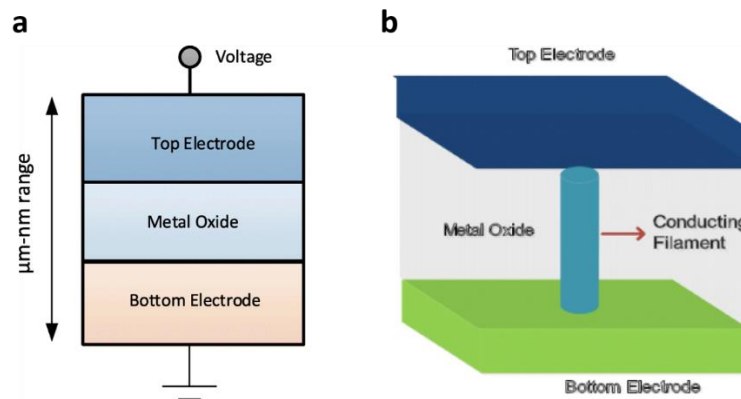 a
Voltage
µm-nm range
Top Electrode
Metal Oxide
Bottom Electrode
b
Top Electrode
Metal Oxide
Conducting
Filament
Bottom Electrode